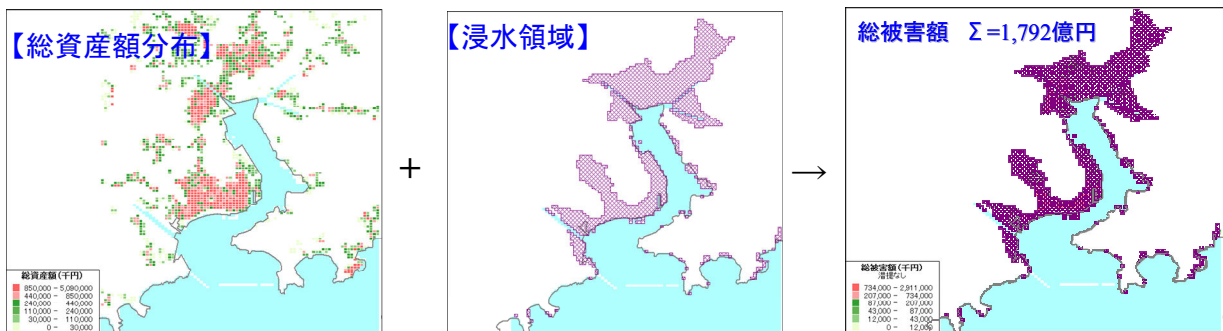 【総資産額分布】
総資産額(千円)
850,000 - 5,090,000
440,000 - 850,000
240,000 - 440,000
110,000 - 240,000
30,000 - 110,000
0 - 30,000
+
【浸水領域】
→
総被害額 Σ=1,792億円
総被害額(千円)
734,000 - 2,911,000
207,000 - 734,000
87,000 - 207,000
43,000 - 87,000
12,000 - 43,000
0 - 12,000